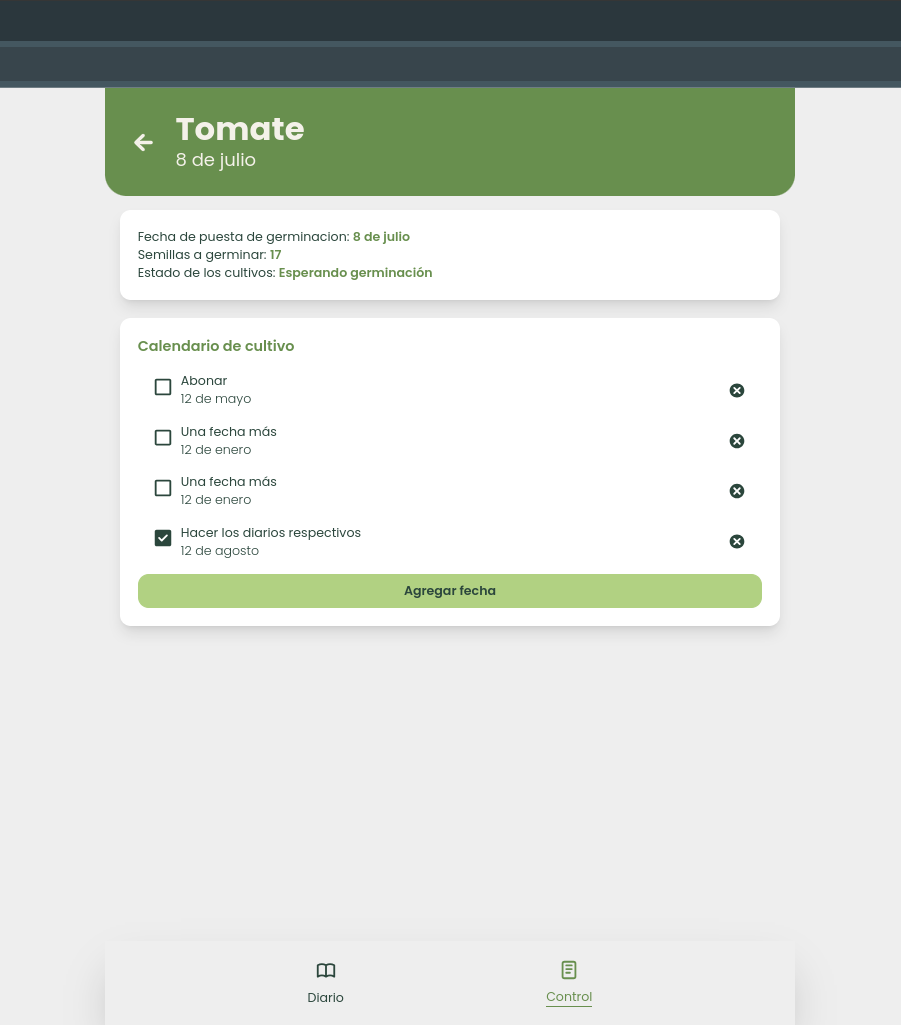 Tomate
8 de julio
Fecha de puesta de germinacion: 8 de julio
Semillas a germinar: 17
Estado de los cultivos: Esperando germinación
Calendario de cultivo
Abonar
12 de mayo
Una fecha más
12 de enero
Una fecha más
12 de enero
Hacer los diarios respectivos
12 de agosto
Agregar fecha
Diario
Control